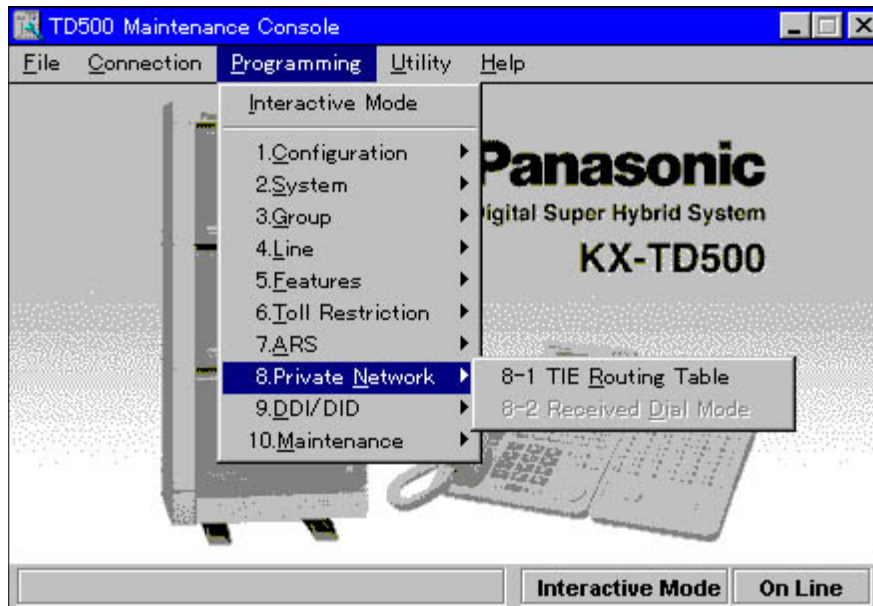 TD500 Maintenance Console
File Connection Programming Utility Help
Interactive Mode
1.Configuration
2.System
3.Group
4.Line
5.Features
6.Toll Restriction
7.ARS
8.Private Network
9.DDI/DID
10.Maintenance
8-1 TIE Routing Table
8-2 Received Dial Mode
Panasonic
Digital Super Hybrid System
KX-TD500
Interactive Mode On Line